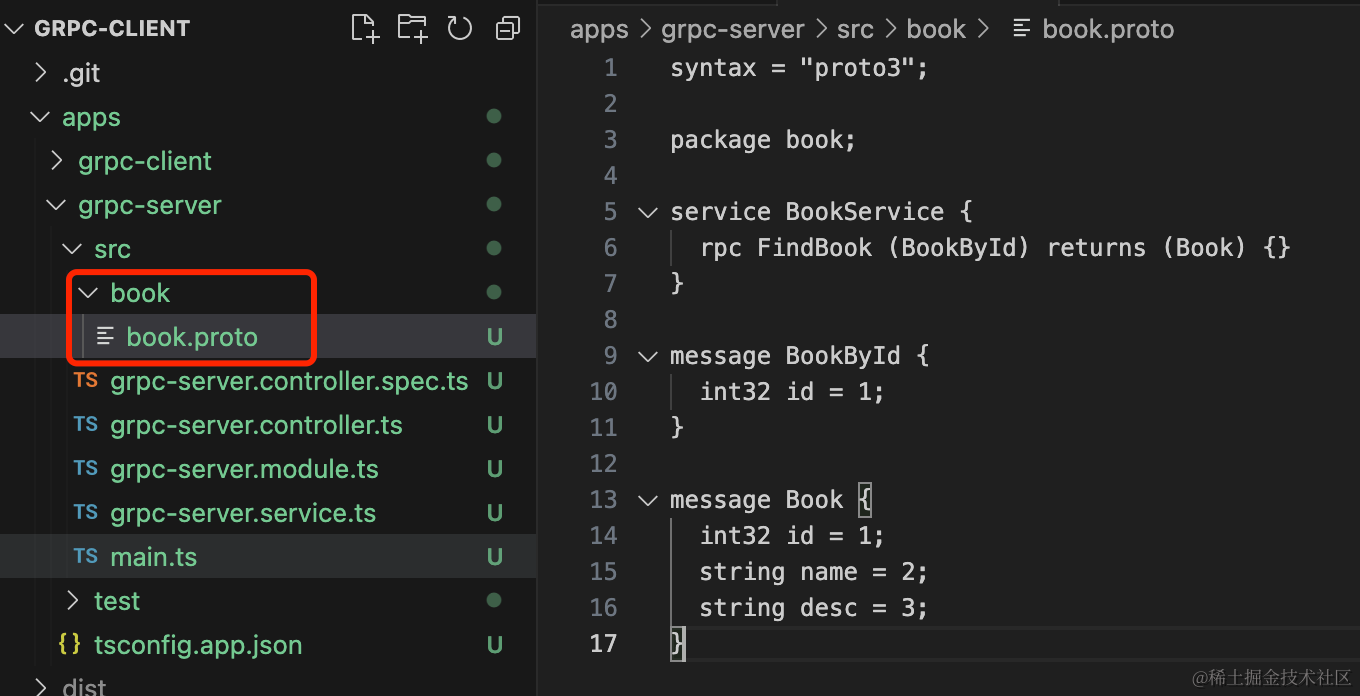 GRPC-CLIENT
.git
apps
grpc-client
grpc-server
src
book
book.proto U
TS grpc-server.controller.spec.ts U
TS grpc-server.controller.ts U
TS grpc-server.module.ts U
TS grpc-server.service.ts U
TS main.ts U
test
{} tsconfig.app.json U
dist
apps > grpc-server > src > book > book.proto
1 syntax = "proto3";
2
3 package book;
4
5 service BookService {
6 rpc FindBook (BookById) returns (Book) {}
7 }
8
9 message BookById {
10 int32 id = 1;
11 }
12
13 message Book {
14 int32 id = 1;
15 string name = 2;
16 string desc = 3;
17 }
@稀土掘金技术社区